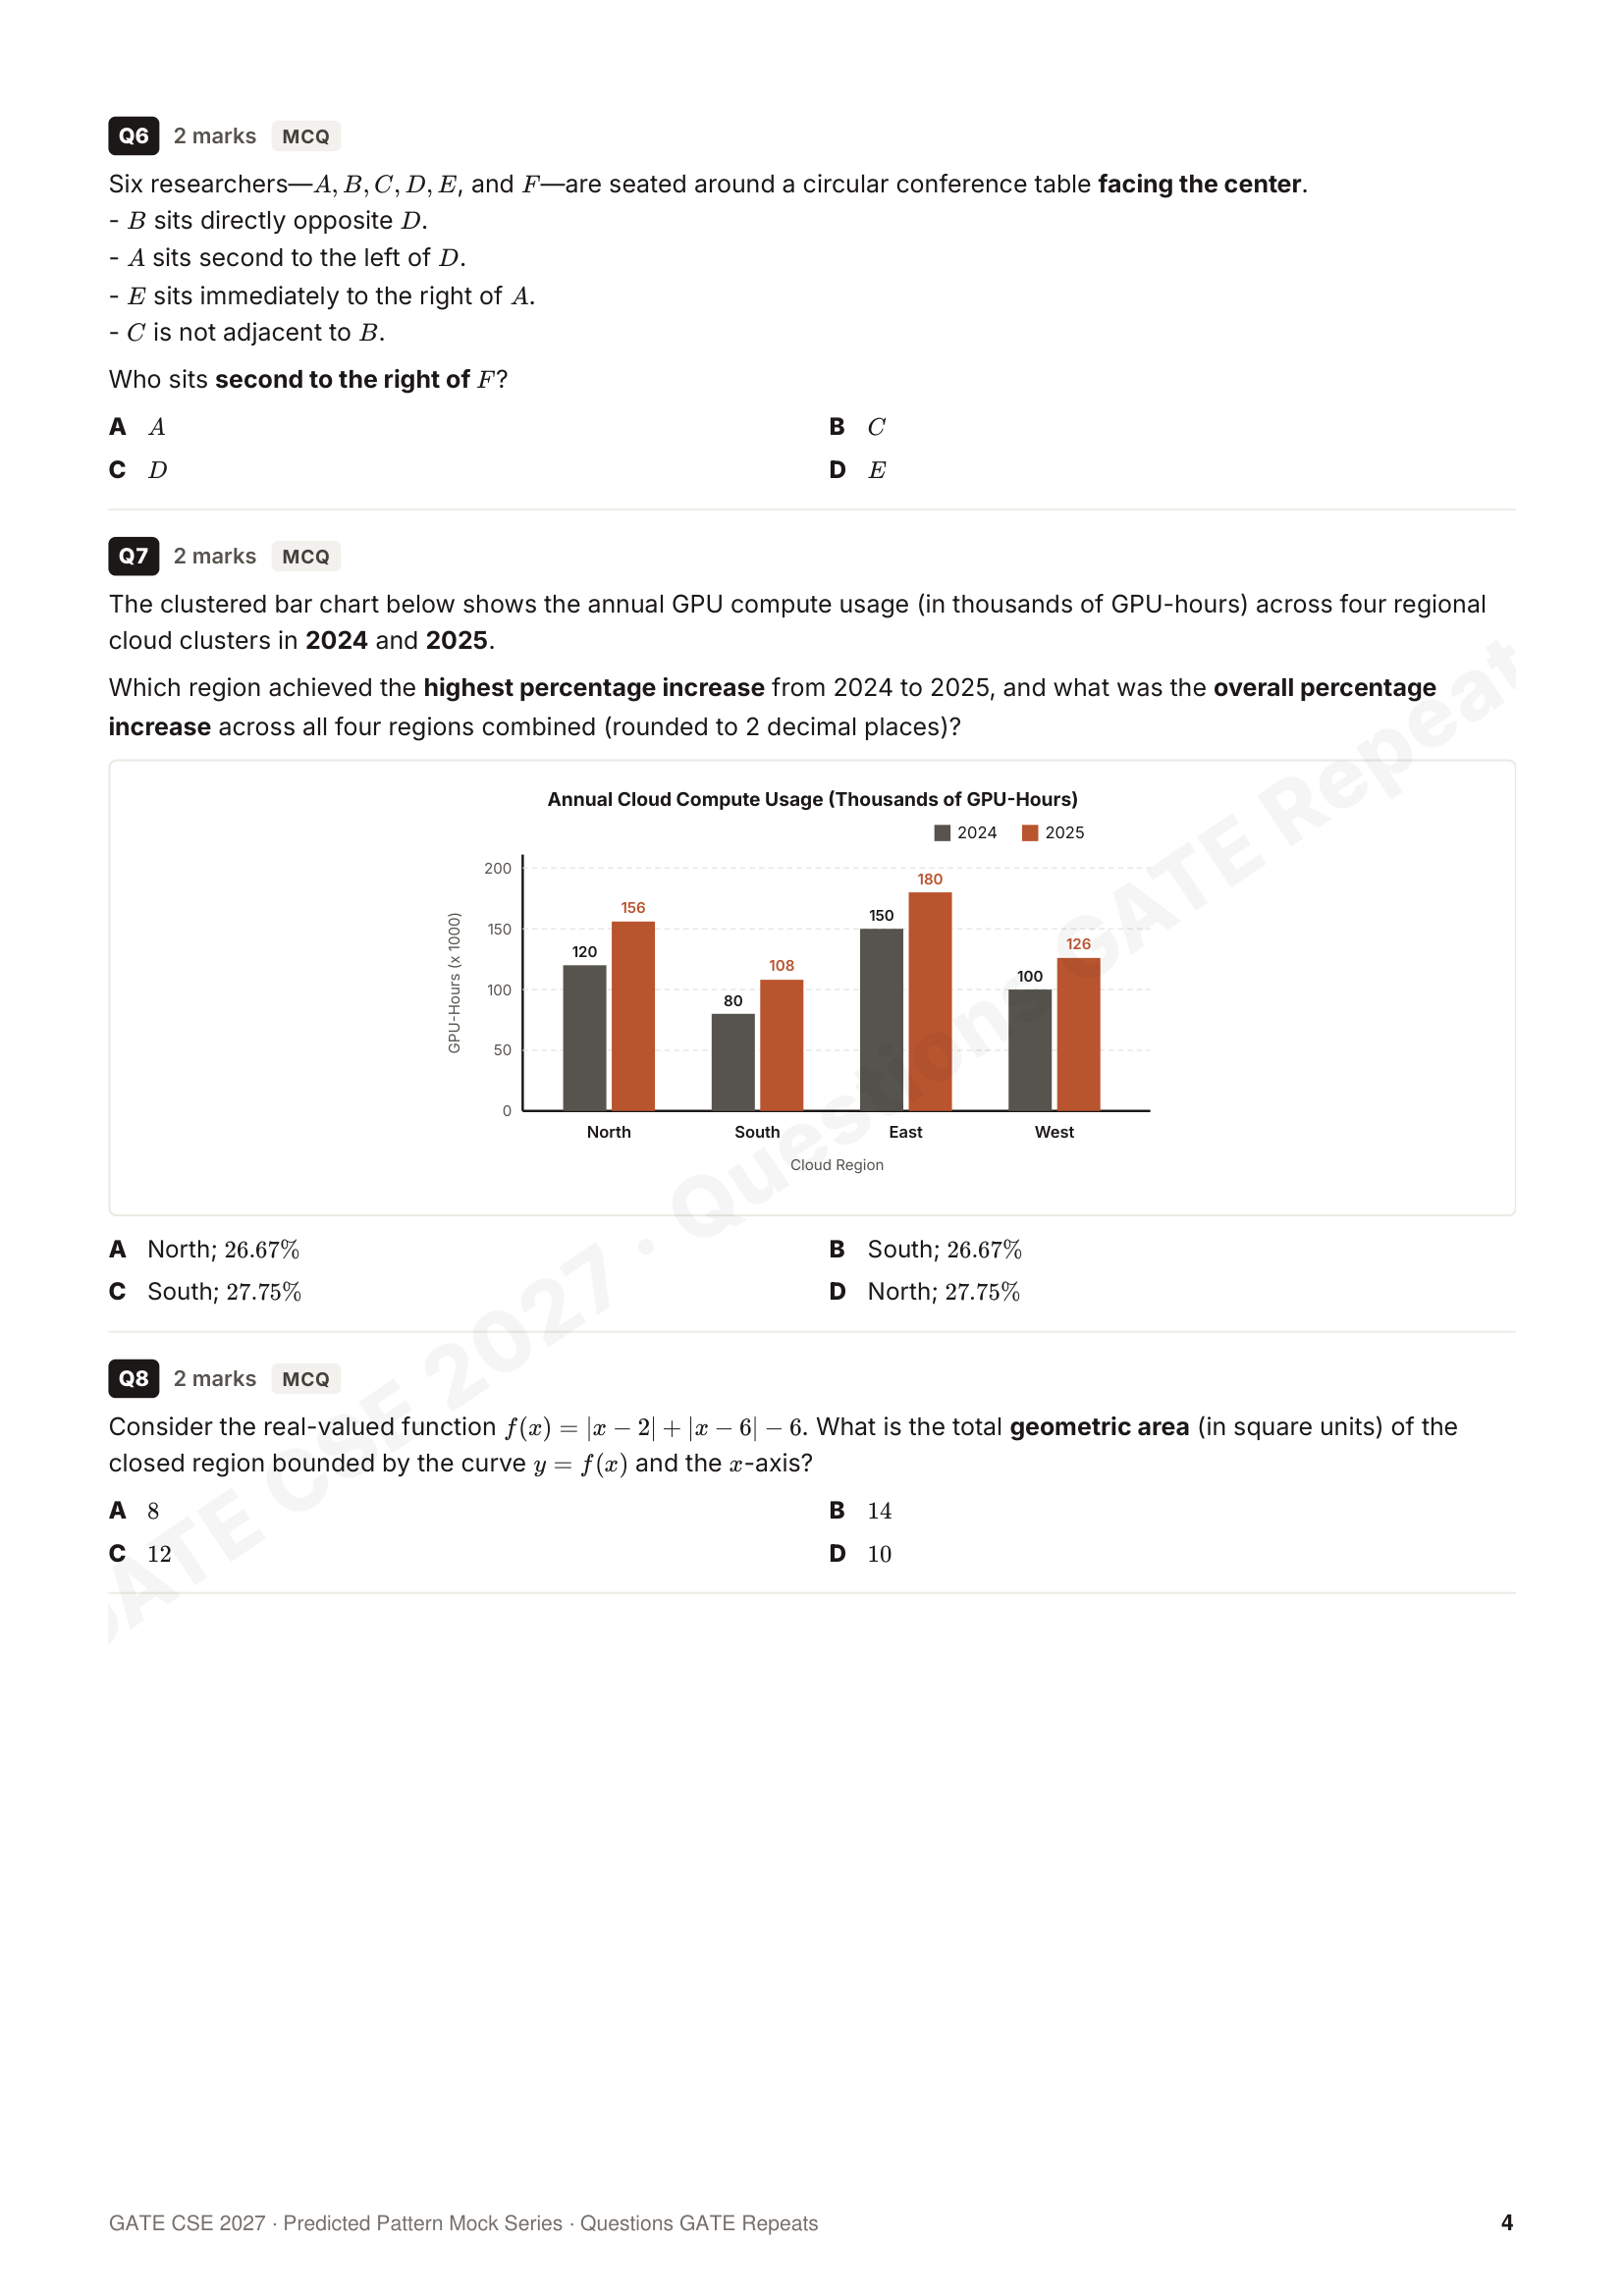 Q6 2 marks MCQ
Six researchers—A, B, C, D, E, and F—are seated around a circular conference table facing the center.
- B sits directly opposite D.
- A sits second to the left of D.
- E sits immediately to the right of A.
- C is not adjacent to B.
Who sits second to the right of F?
A A
B C
C D
D E
Q7 2 marks MCQ
The clustered bar chart below shows the annual GPU compute usage (in thousands of GPU-hours) across four regional
cloud clusters in 2024 and 2025.
Which region achieved the highest percentage increase from 2024 to 2025, and what was the overall percentage
increase across all four regions combined (rounded to 2 decimal places)?
Annual Cloud Compute Usage (Thousands of GPU-Hours)
2024 2025
GPU-Hours (x 1000)
200
150
100
50
0
120 156
80 108
150 180
100 126
North South East West
Cloud Region
A North; 26.67%
B South; 26.67%
C South; 27.75%
D North; 27.75%
Q8 2 marks MCQ
Consider the real-valued function f(x) = |x − 2| + |x − 6| − 6. What is the total geometric area (in square units) of the
closed region bounded by the curve y = f(x) and the x-axis?
A 8
B 14
C 12
D 10
GATE CSE 2027 · Questions GATE Repeat
GATE CSE 2027 · Predicted Pattern Mock Series · Questions GATE Repeats
4